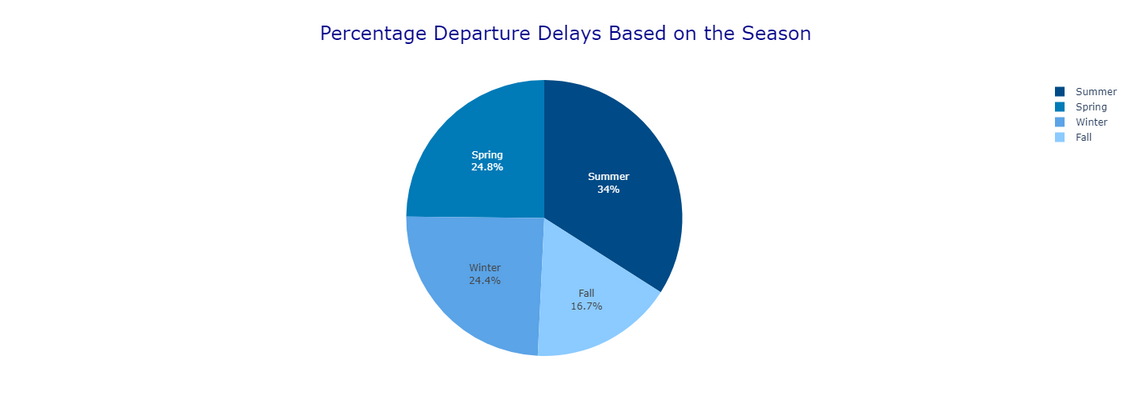 Percentage Departure Delays Based on the Season
Spring
24.8%
Summer
34%
Winter
24.4%
Fall
16.7%
Summer
Spring
Winter
Fall